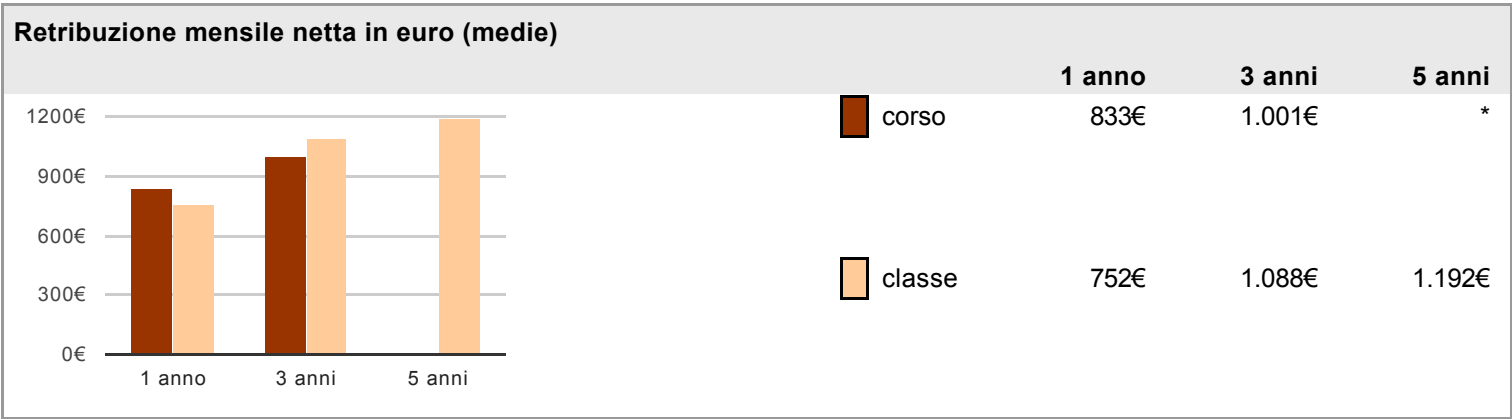 Retribuzione mensile netta in euro (medie)
1 anno 3 anni 5 anni
corso 833€ 1.001€ *
classe 752€ 1.088€ 1.192€
1200€
900€
600€
300€
0€
1 anno 3 anni 5 anni